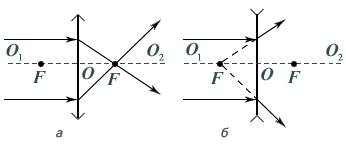 O₁ O O₂ O₁ O O₂
F F F F
а б